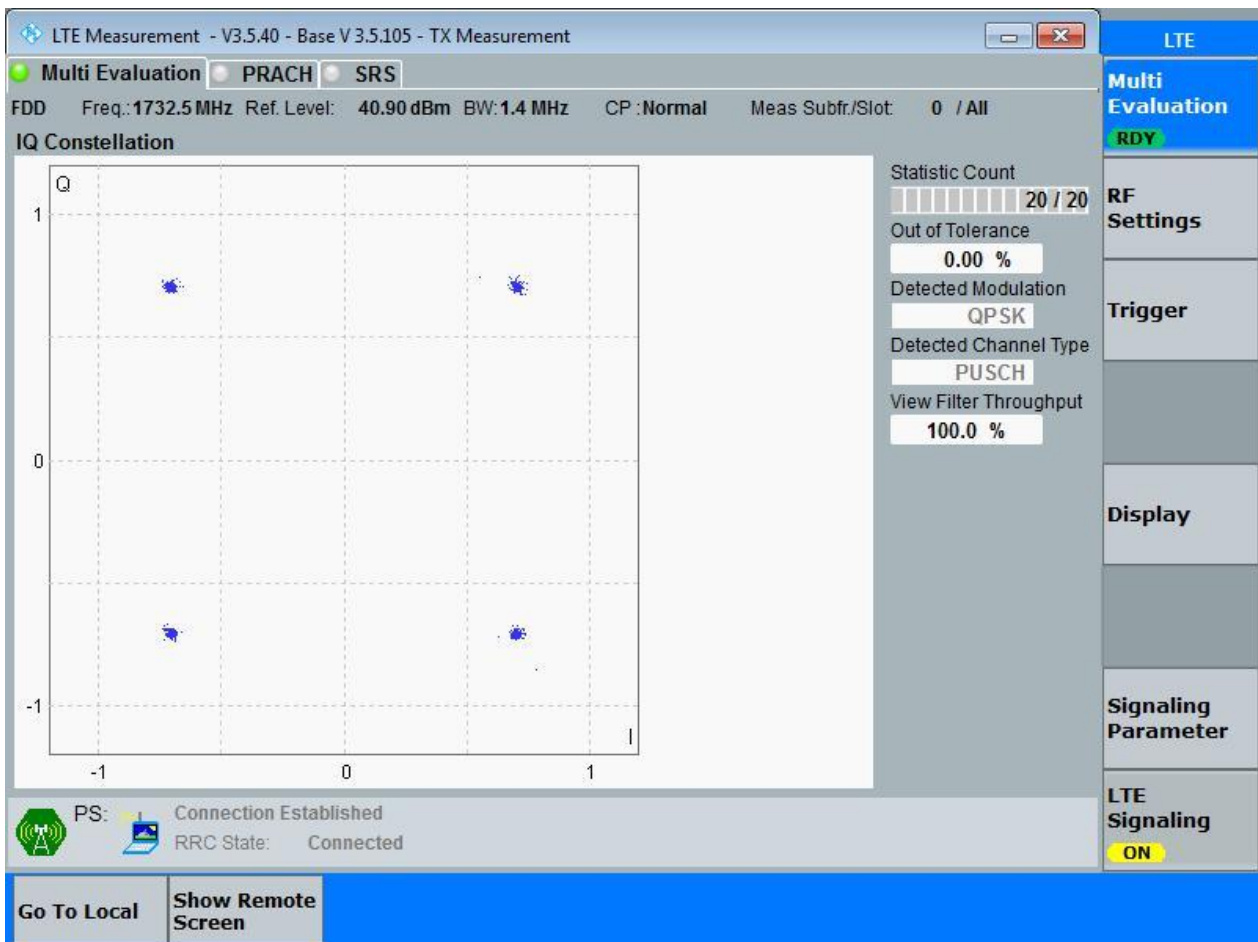 LTE Measurement - V3.5.40 - Base V 3.5.105 - TX Measurement
LTE
Multi Evaluation PRACH SRS
FDD Freq.: 1732.5 MHz Ref. Level: 40.90 dBm BW: 1.4 MHz CP : Normal Meas Subfr./Slot: 0 / All
IQ Constellation
Q
1
0
-1
I
-1 0 1
Statistic Count
20 / 20
Out of Tolerance
0.00 %
Detected Modulation
QPSK
Detected Channel Type
PUSCH
View Filter Throughput
100.0 %
Multi
Evaluation
RDY
RF
Settings
Trigger
Display
Signaling
Parameter
LTE
Signaling
ON
PS: Connection Established
RRC State: Connected
Go To Local
Show Remote
Screen